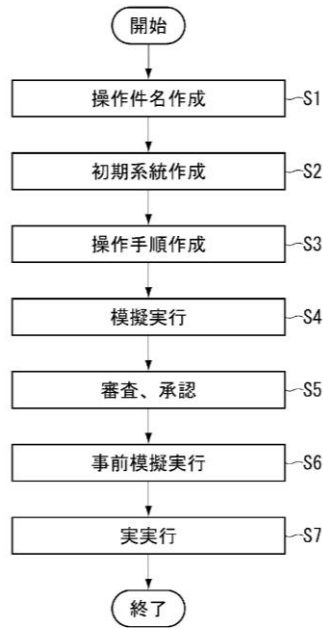 開始
操作件名作成 S1
初期系統作成 S2
操作手順作成 S3
模擬実行 S4
審査、承認 S5
事前模擬実行 S6
実実行 S7
終了